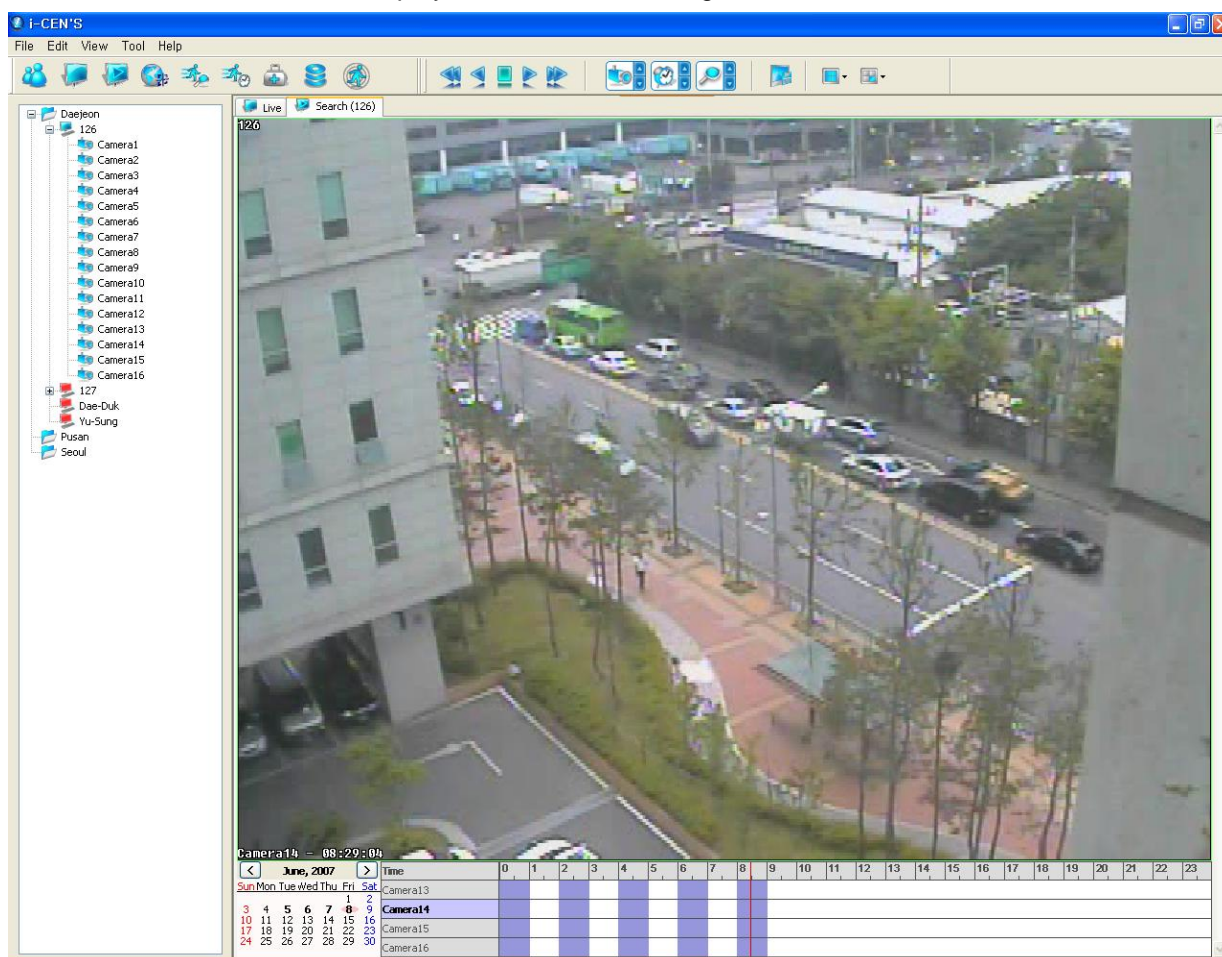 i-CEN'S
File Edit View Tool Help
Live Search (126)
Daejeon
126
Camera1
Camera2
Camera3
Camera4
Camera5
Camera6
Camera7
Camera8
Camera9
Camera10
Camera11
Camera12
Camera13
Camera14
Camera15
Camera16
127
Dae-Duk
Yu-Sung
Pusan
Seoul
126
Camera14 - 08:29:04
< June, 2007 >
Sun Mon Tue Wed Thu Fri Sat
1 2
3 4 5 6 7 8 9
10 11 12 13 14 15 16
17 18 19 20 21 22 23
24 25 26 27 28 29 30
Time 0 1 2 3 4 5 6 7 8 9 10 11 12 13 14 15 16 17 18 19 20 21 22 23
Camera13
Camera14
Camera15
Camera16